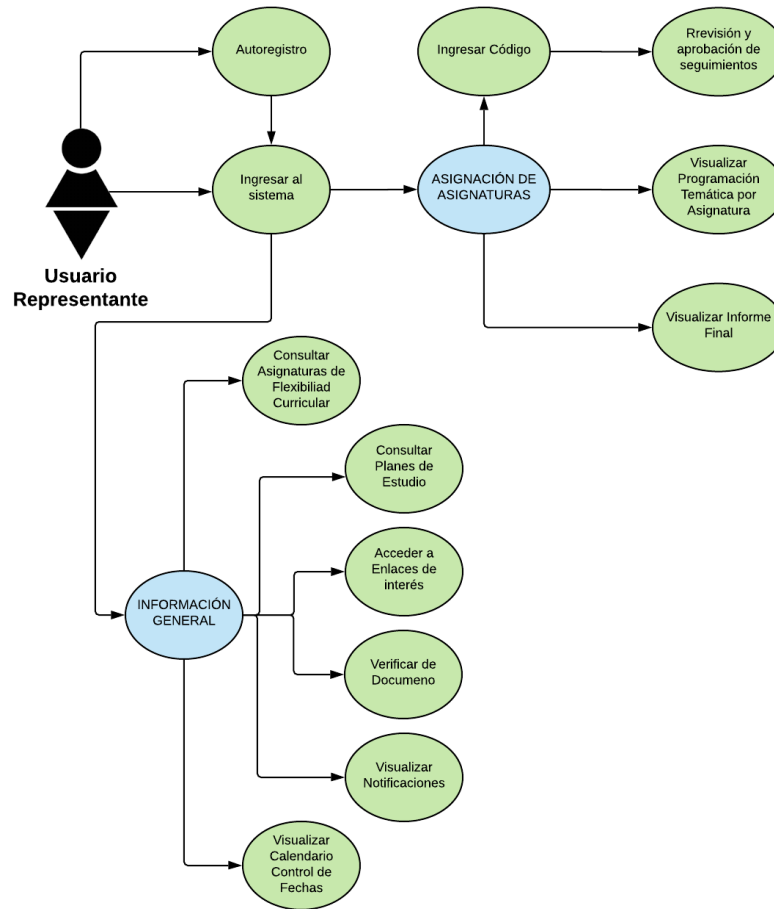 Autoregistro
Ingresar Código
Rrevisión y
aprobación de
seguimientos
Ingresar al
sistema
ASIGNACIÓN DE
ASIGNATURAS
Visualizar
Programación
Temática por
Asignatura
Usuario
Representante
Visualizar Informe
Final
Consultar
Asignaturas de
Flexibiliad
Curricular
Consultar
Planes de
Estudio
Acceder a
Enlaces de
interés
INFORMACIÓN
GENERAL
Verificar de
Documeno
Visualizar
Notificaciones
Visualizar
Calendario
Control de
Fechas